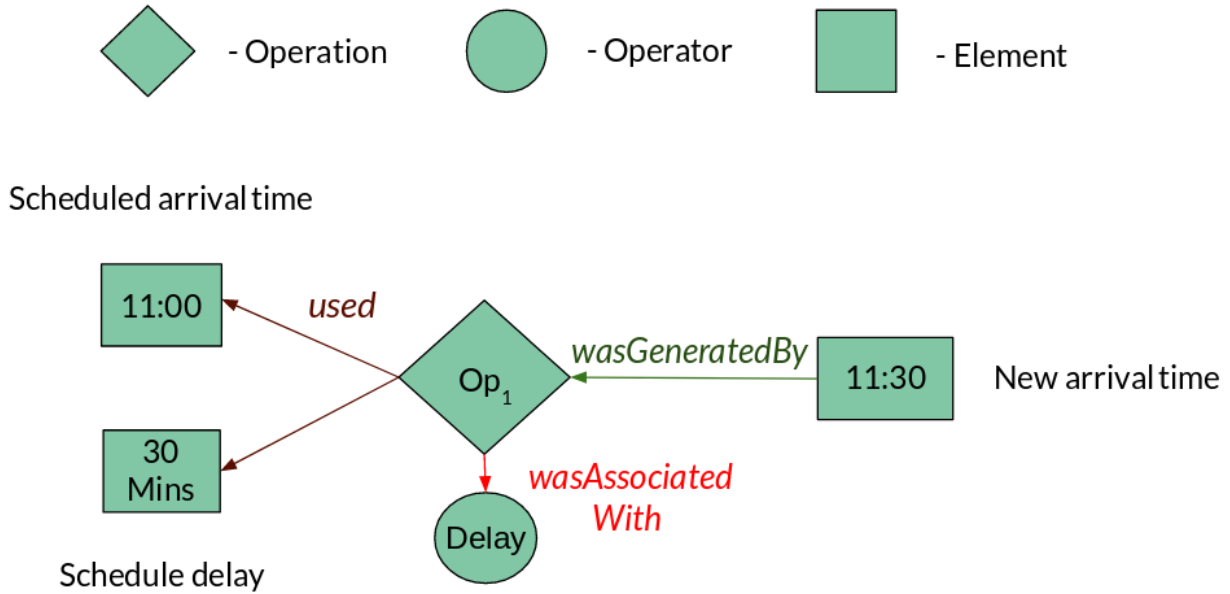 - Operation
- Operator
- Element
Scheduled arrival time
11:00
used
wasGeneratedBy
Op1
11:30
New arrival time
30
Mins
wasAssociated
With
Delay
Schedule delay